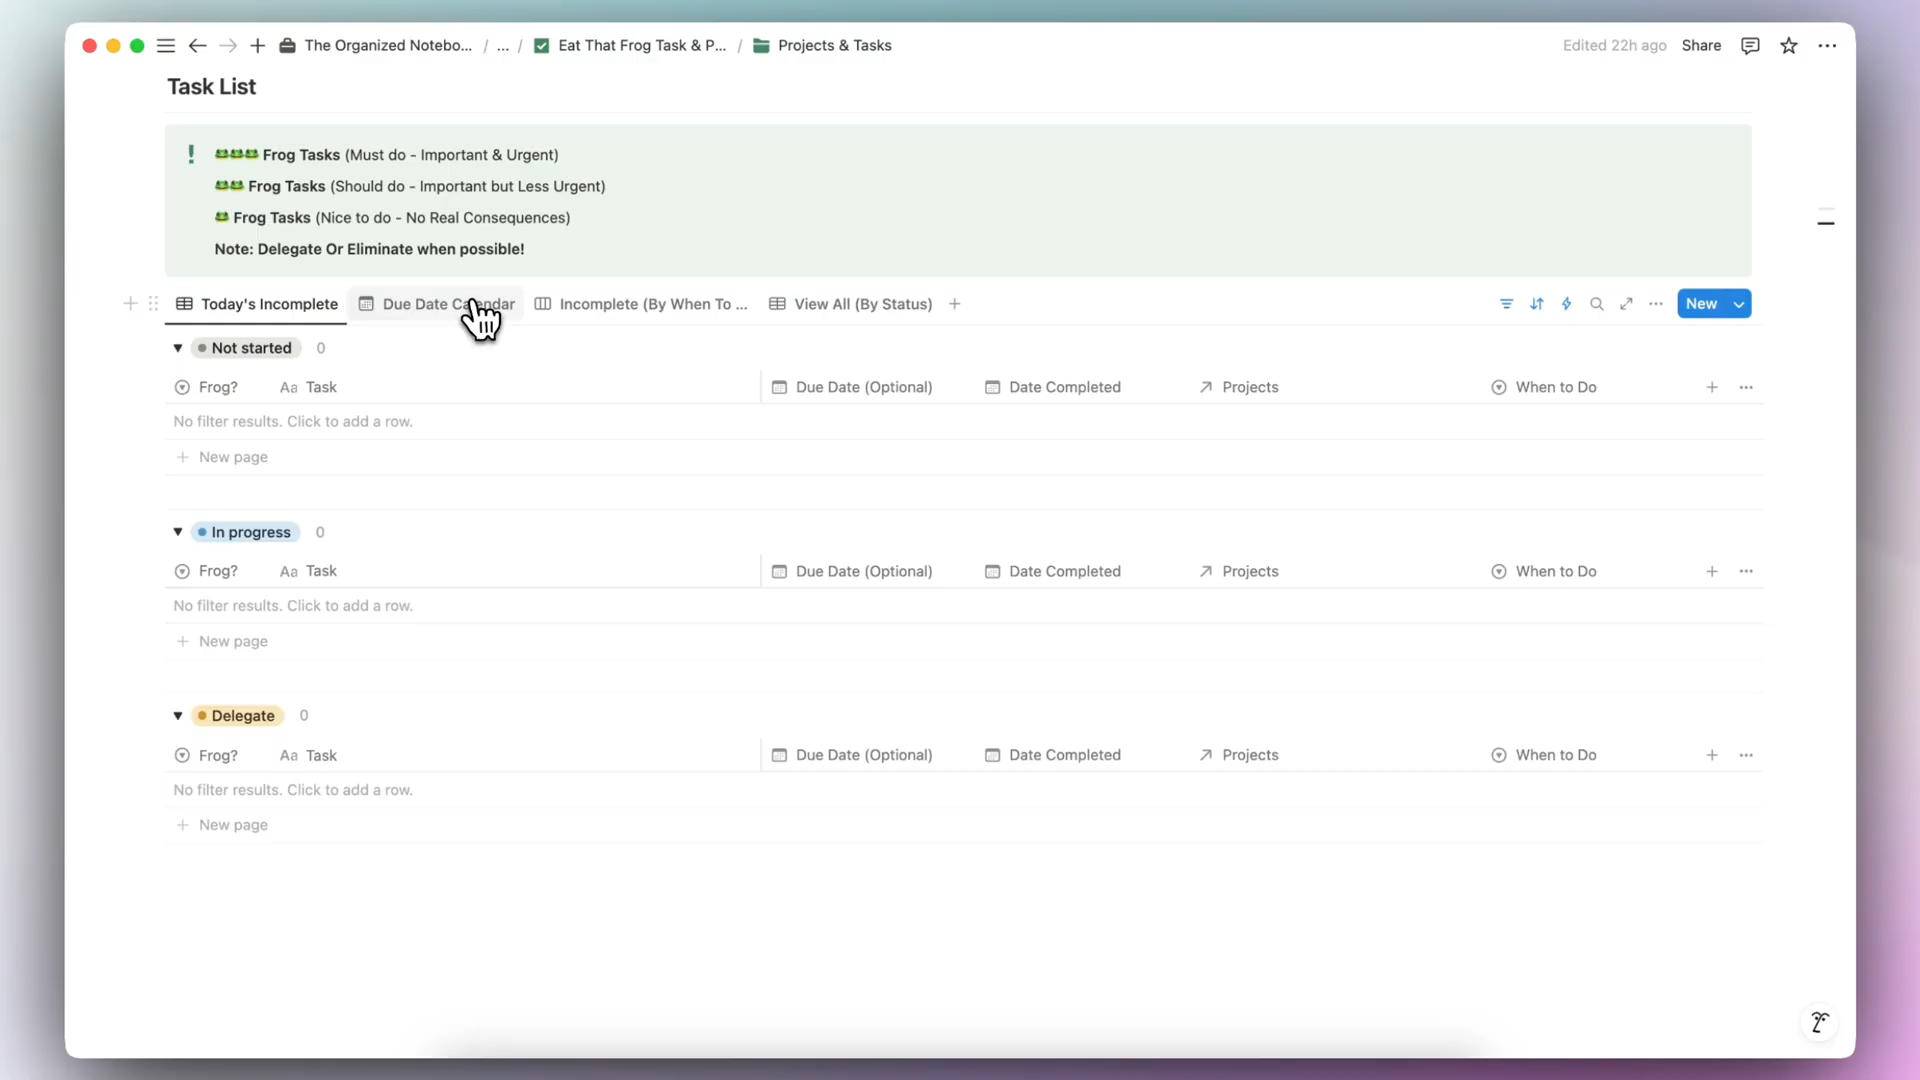 The Organized Notebo... / ... / Eat That Frog Task & P... / Projects & Tasks
Edited 22h ago Share
Task List
Frog Tasks (Must do - Important & Urgent)
Frog Tasks (Should do - Important but Less Urgent)
Frog Tasks (Nice to do - No Real Consequences)
Note: Delegate Or Eliminate when possible!
Today's Incomplete Due Date Calendar Incomplete (By When To ... View All (By Status) New
Not started 0
Frog? Aa Task Due Date (Optional) Date Completed Projects When to Do
No filter results. Click to add a row.
New page
In progress 0
Frog? Aa Task Due Date (Optional) Date Completed Projects When to Do
No filter results. Click to add a row.
New page
Delegate 0
Frog? Aa Task Due Date (Optional) Date Completed Projects When to Do
No filter results. Click to add a row.
New page